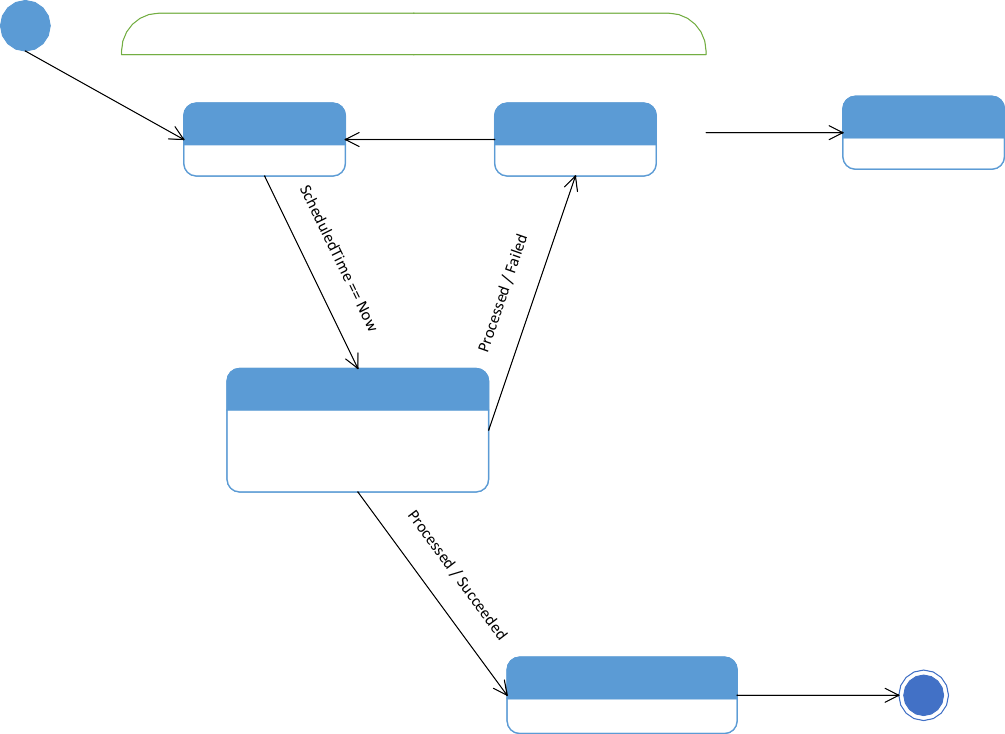 ScheduledTime == Now
Processed / Failed
Processed / Succeeded